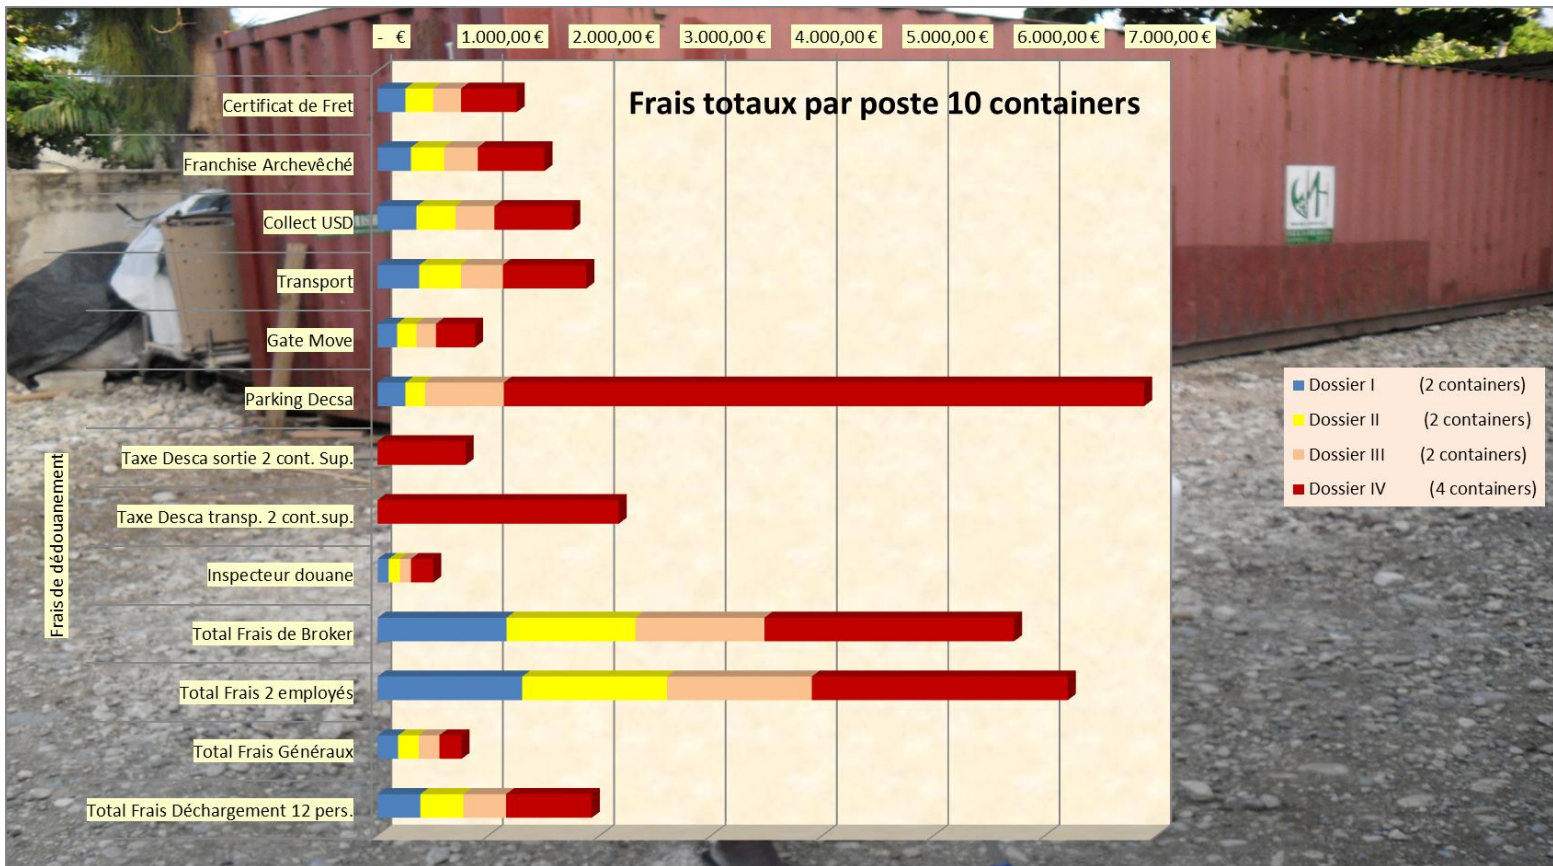 -   €
1.000,00 €
2.000,00 €
3.000,00 €
4.000,00 €
5.000,00 €
6.000,00 €
7.000,00 €
Frais totaux par poste 10 containers
Certificat de Fret
Franchise Archevêché
Collect USD
Transport
Gate Move
Parking Decsa
Taxe Desca sortie 2 cont. Sup.
Taxe Desca transp. 2 cont.sup.
Inspecteur douane
Total Frais de Broker
Total Frais 2 employés
Total Frais Généraux
Total Frais Déchargement 12 pers.
Frais de dédouanement
Dossier I (2 containers)
Dossier II (2 containers)
Dossier III (2 containers)
Dossier IV (4 containers)